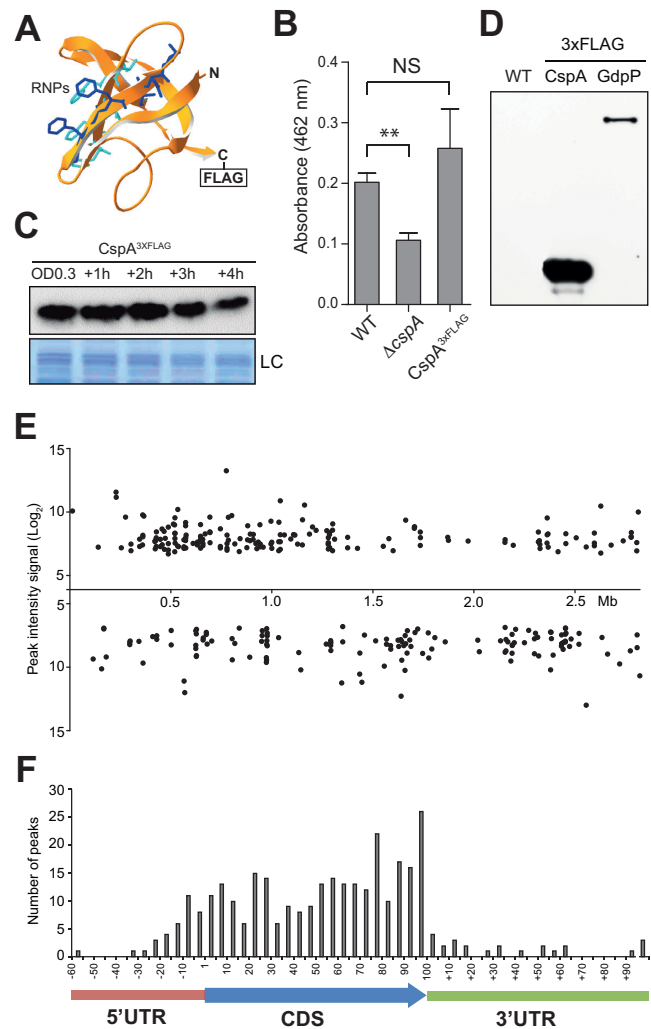 A
RNPs
N
C
FLAG
B
Absorbance (462 nm)
0.4
0.3
0.2
0.1
0.0
NS
**
WT
ΔcspA
CspA3xFLAG
D
3xFLAG
WT CspA GdpP
C
CspA3XFLAG
OD0.3 +1h +2h +3h +4h
LC
E
Peak intensity signal (Log2)
15
10
5
0.5 1.0 1.5 2.0 2.5 Mb
5
10
15
F
Number of peaks
30
25
20
15
10
5
0
-60 -50 -40 -30 -20 -10 1 10 20 30 40 50 60 70 80 90 100 +10 +20 +30 +40 +50 +60 +70 +80 +90
5'UTR CDS 3'UTR